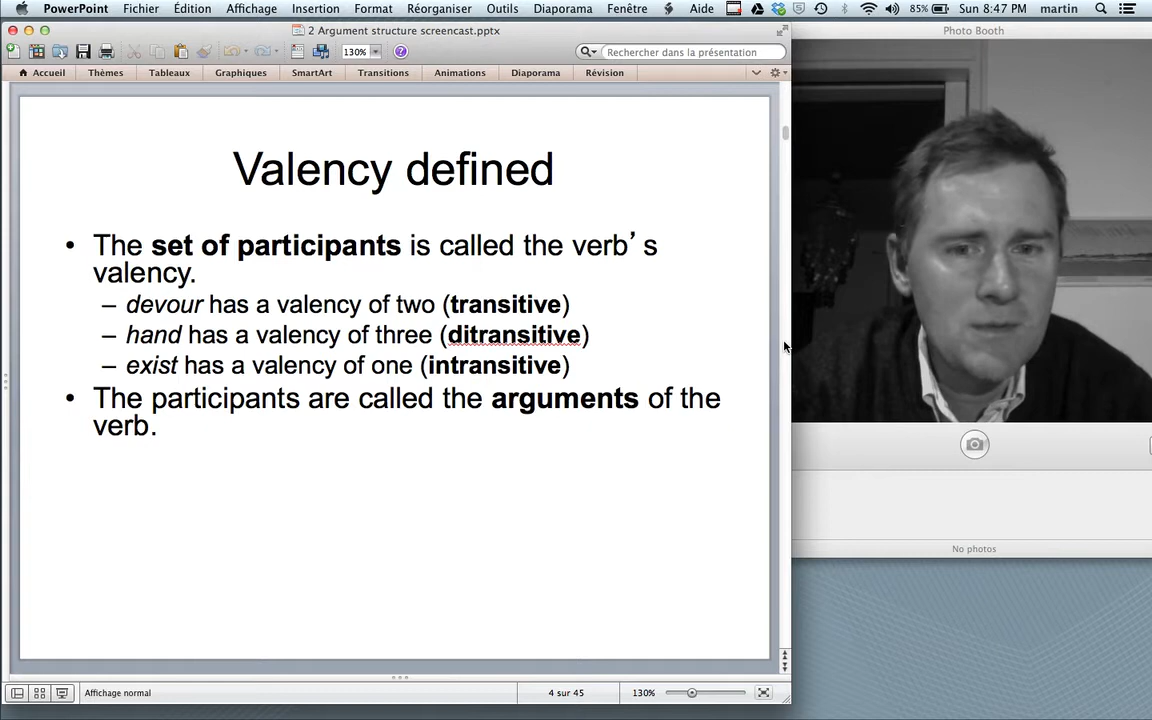 PowerPoint Fichier Édition Affichage Insertion Format Réorganiser Outils Diaporama Fenêtre Aide 85% Sun 8:47 PM martin
2 Argument structure screencast.pptx
Photo Booth
130% Rechercher dans la présentation
Accueil Thèmes Tableaux Graphiques SmartArt Transitions Animations Diaporama Révision
Valency defined
• The set of participants is called the verb’s
valency.
– devour has a valency of two (transitive)
– hand has a valency of three (ditransitive)
– exist has a valency of one (intransitive)
• The participants are called the arguments of the
verb.
No photos
Affichage normal 4 sur 45 130%